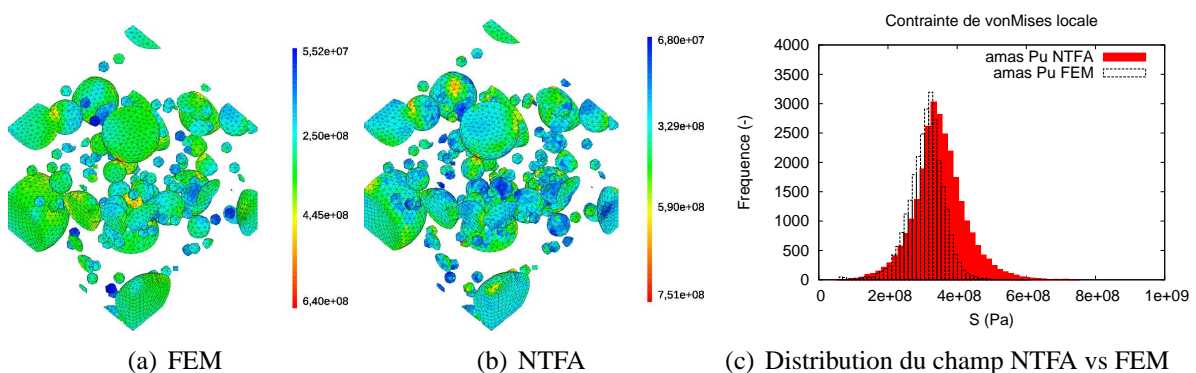 5,52e+07
2,50e+08
4,45e+08
6,40e+08
(a) FEM
6,80e+07
3,29e+08
5,90e+08
7,51e+08
(b) NTFA
Contrainte de vonMises locale
amas Pu NTFA
amas Pu FEM
Frequence (-)
4000
3500
3000
2500
2000
1500
1000
500
0
0 2e+08 4e+08 6e+08 8e+08 1e+09
S (Pa)
(c) Distribution du champ NTFA vs FEM